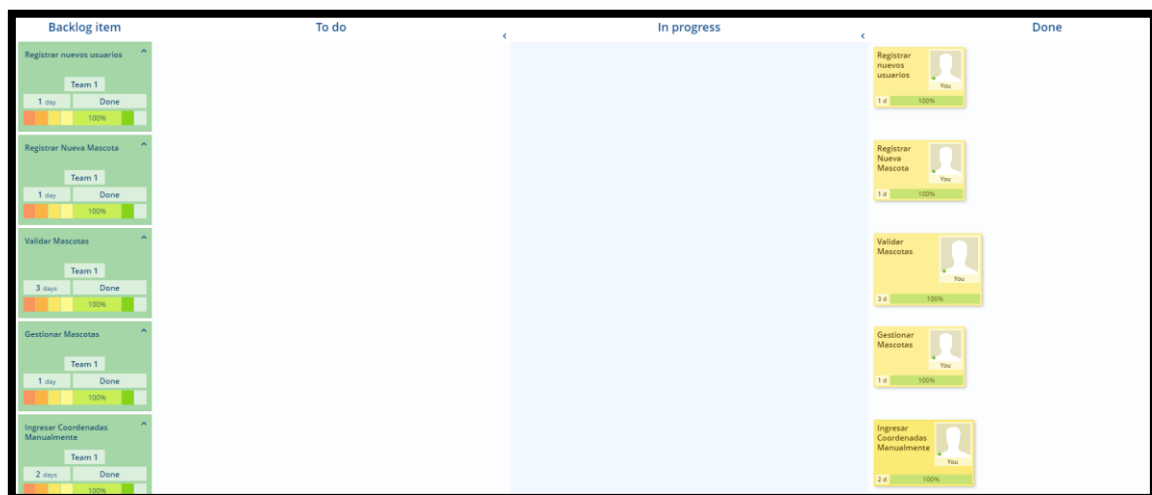 Backlog item
To do
In progress
Done
<
<
Registrar nuevos usuarios
Team 1
1 day
Done
100%
Registrar
nuevos
usuarios
You
1 d
100%
Registrar Nueva Mascota
Team 1
1 day
Done
100%
Registrar
Nueva
Mascota
You
1 d
100%
Validar Mascotas
Team 1
3 days
Done
100%
Validar
Mascotas
You
3 d
100%
Gestionar Mascotas
Team 1
1 day
Done
100%
Gestionar
Mascotas
You
1 d
100%
Ingresar Coordenadas
Manualmente
Team 1
2 days
Done
100%
Ingresar
Coordenadas
Manualmente
You
2 d
100%